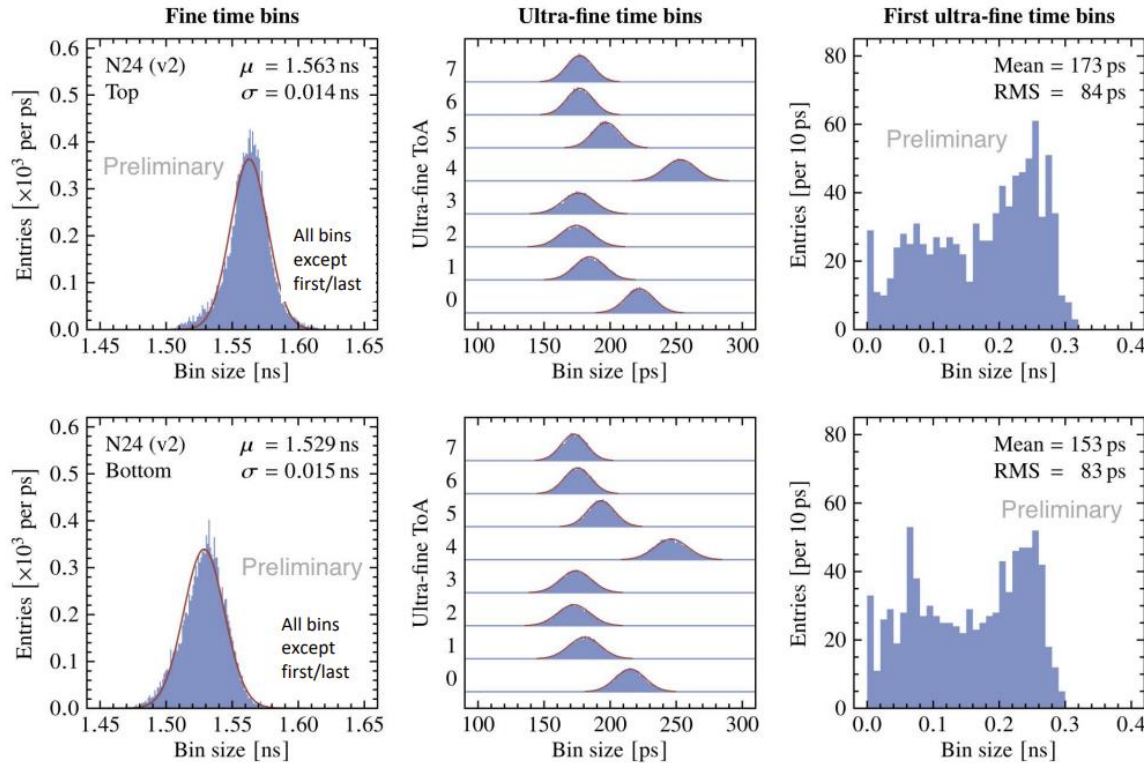 Fine time bins
0.6
0.5
0.4
0.3
0.2
0.1
0.0
Entries [×10³ per ps]
N24 (v2)
Top
μ = 1.563 ns
σ = 0.014 ns
Preliminary
All bins
except
first/last
1.45 1.50 1.55 1.60 1.65
Bin size [ns]
Ultra-fine time bins
Ultra-fine ToA
7
6
5
4
3
2
1
0
100 150 200 250 300
Bin size [ps]
First ultra-fine time bins
80
60
40
20
0
Entries [per 10 ps]
Mean = 173 ps
RMS = 84 ps
Preliminary
0.0 0.1 0.2 0.3 0.4
Bin size [ns]
0.6
0.5
0.4
0.3
0.2
0.1
0.0
Entries [×10³ per ps]
N24 (v2)
Bottom
μ = 1.529 ns
σ = 0.015 ns
Preliminary
All bins
except
first/last
1.45 1.50 1.55 1.60 1.65
Bin size [ns]
Ultra-fine ToA
7
6
5
4
3
2
1
0
100 150 200 250 300
Bin size [ps]
80
60
40
20
0
Entries [per 10 ps]
Mean = 153 ps
RMS = 83 ps
Preliminary
0.0 0.1 0.2 0.3 0.4
Bin size [ns]